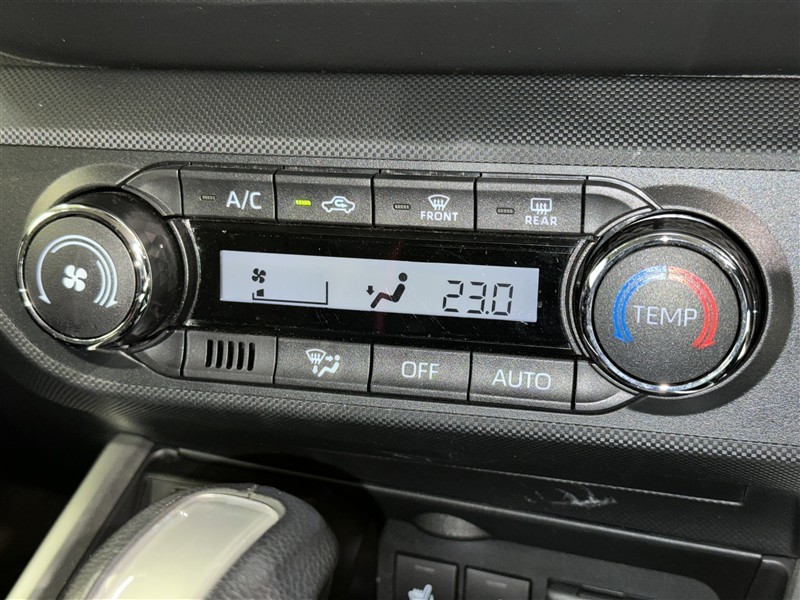 A/C
FRONT
REAR
23.0
TEMP
OFF
AUTO